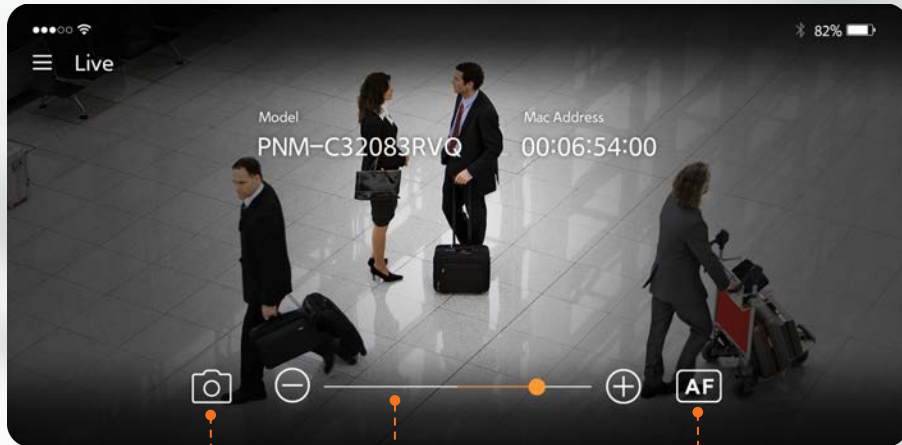 82%
Live
Model
Mac Address
PNM-C32083RVQ
00:06:54:00
AF